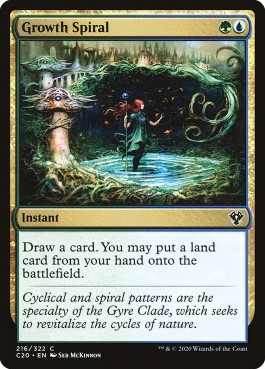 Growth Spiral
Instant
Draw a card. You may put a land
card from your hand onto the
battlefield.
Cyclical and spiral patterns are the
specialty of the Gyre Clade, which seeks
to revitalize the cycles of nature.
216/322 C
C20 • EN Seb McKinnon
™ & © 2020 Wizards of the Coast